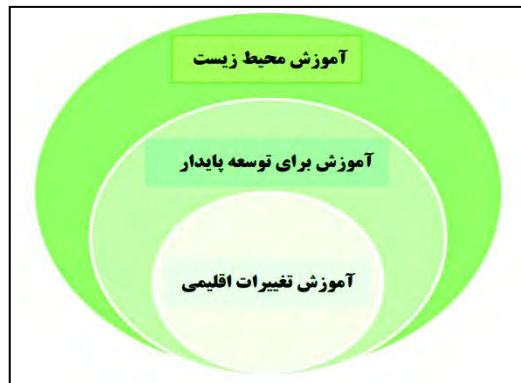 آموزش محیط زیست
آموزش برای توسعه پایدار
آموزش تغییرات اقلیمی